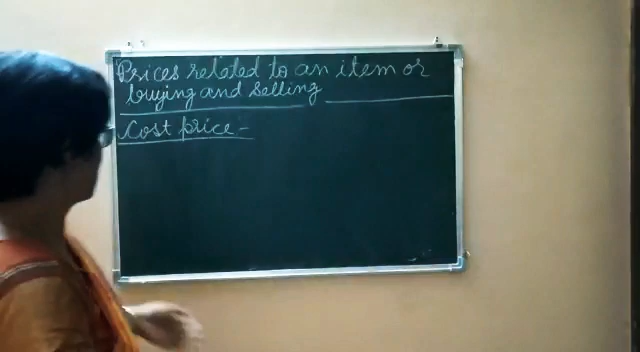 Prices related to an item or
buying and selling
Cost price -